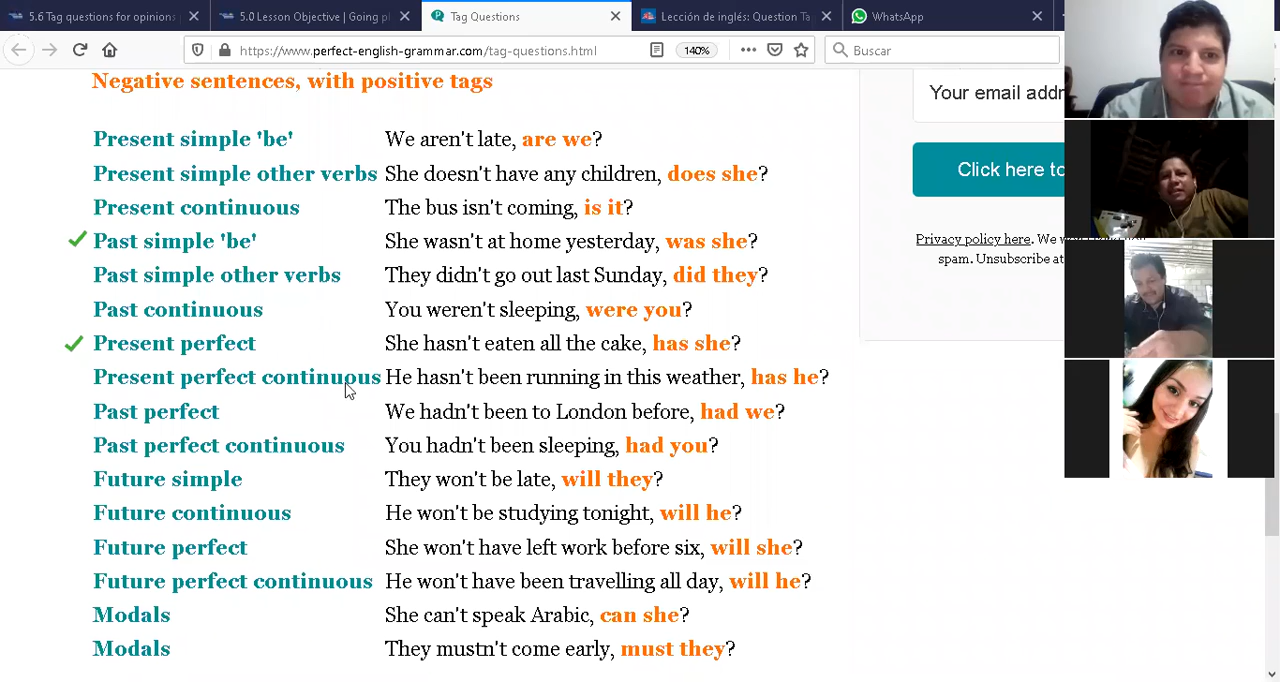 5.6 Tag questions for opinions
5.0 Lesson Objective | Going pl
Tag Questions
Lección de inglés: Question Ta
WhatsApp
https://www.perfect-english-grammar.com/tag-questions.html
140%
Buscar
Negative sentences, with positive tags
Present simple 'be' We aren't late, are we?
Present simple other verbs She doesn't have any children, does she?
Present continuous The bus isn't coming, is it?
Past simple 'be' She wasn't at home yesterday, was she?
Past simple other verbs They didn't go out last Sunday, did they?
Past continuous You weren't sleeping, were you?
Present perfect She hasn't eaten all the cake, has she?
Present perfect continuous He hasn't been running in this weather, has he?
Past perfect We hadn't been to London before, had we?
Past perfect continuous You hadn't been sleeping, had you?
Future simple They won't be late, will they?
Future continuous He won't be studying tonight, will he?
Future perfect She won't have left work before six, will she?
Future perfect continuous He won't have been travelling all day, will he?
Modals She can't speak Arabic, can she?
Modals They mustn't come early, must they?
Your email addr
Click here to
Privacy policy here. We
spam. Unsubscribe at